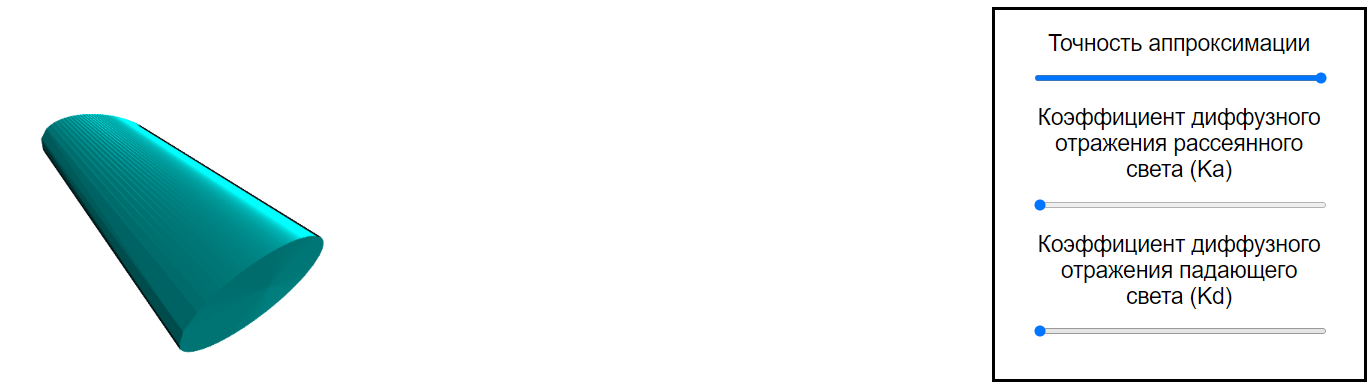 Точность аппроксимации
Коэффициент диффузного
отражения рассеянного
света (Ka)
Коэффициент диффузного
отражения падающего
света (Kd)